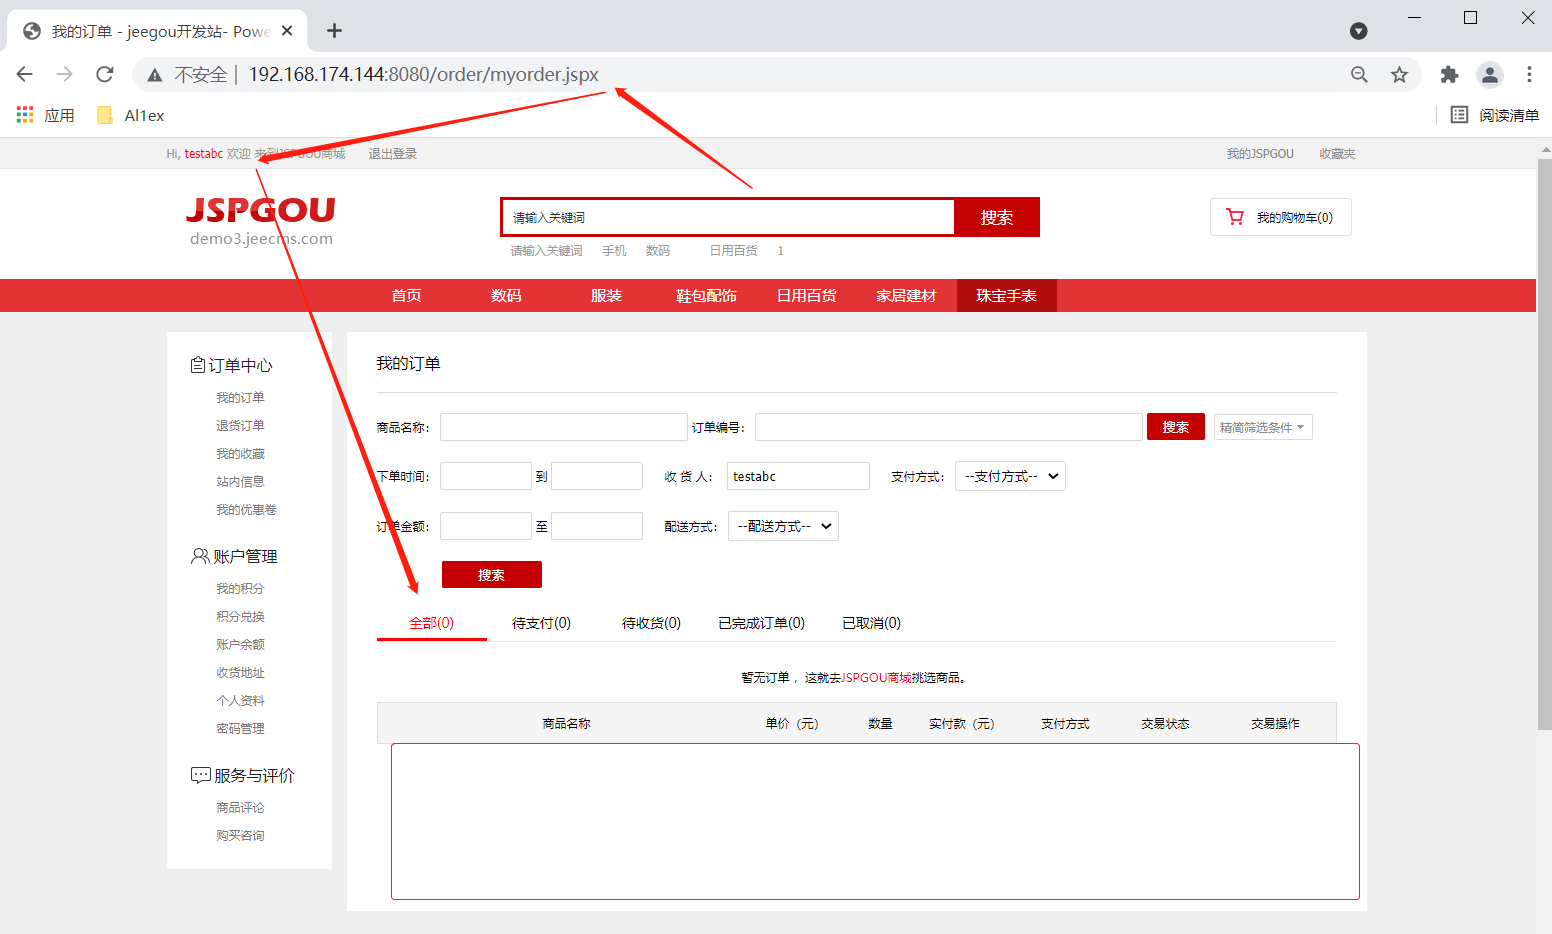 我的订单 - jeegou开发站- Powe
不安全 | 192.168.174.144:8080/order/myorder.jspx
应用 Al1ex 阅读清单
Hi, testabc 欢迎 来到JSPGOU商城 退出登录 我的JSPGOU 收藏夹
JSPGOU
demo3.jeecms.com
请输入关键词 搜索
我的购物车(0)
请输入关键词 手机 数码 日用百货 1
首页 数码 服装 鞋包配饰 日用百货 家居建材 珠宝手表
订单中心
我的订单
退货订单
我的收藏
站内信息
我的优惠卷
账户管理
我的积分
积分兑换
账户余额
收货地址
个人资料
密码管理
服务与评价
商品评论
购买咨询
我的订单
商品名称： 订单编号： 搜索 精简筛选条件
下单时间： 到 收 货 人： testabc 支付方式： --支付方式--
订单金额： 至 配送方式： --配送方式--
搜索
全部(0) 待支付(0) 待收货(0) 已完成订单(0) 已取消(0)
暂无订单， 这就去JSPGOU商城挑选商品。
商品名称 单价（元） 数量 实付款（元） 支付方式 交易状态 交易操作